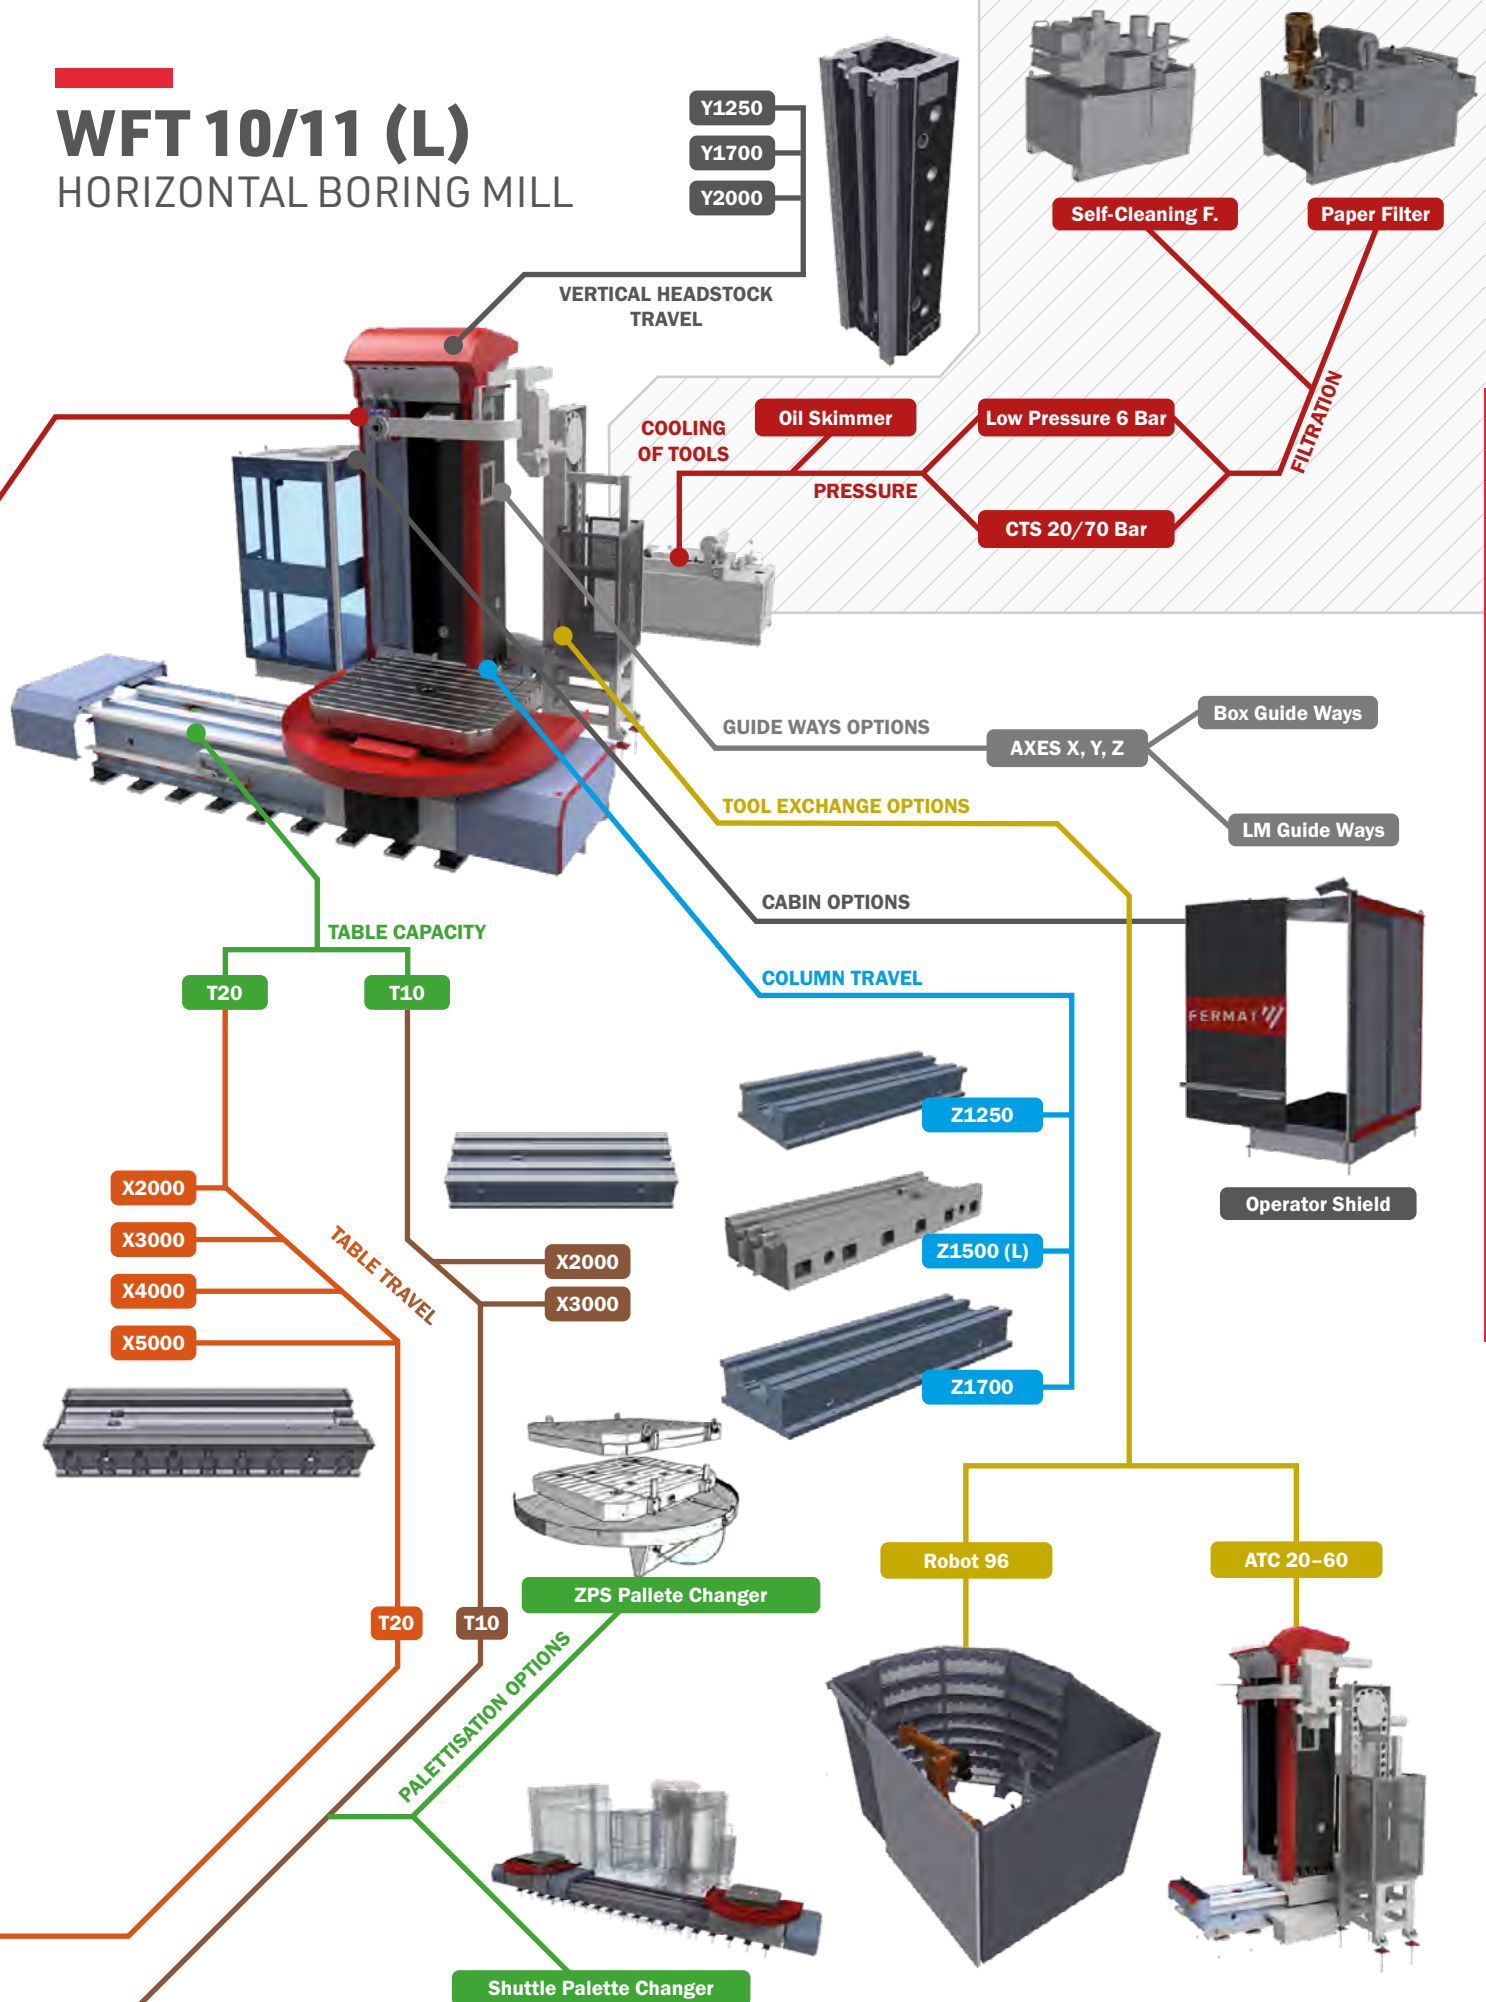 WFT 10/11 (L)
HORIZONTAL BORING MILL
Y1250
Y1700
Y2000
VERTICAL HEADSTOCK
TRAVEL
Self-Cleaning F.
Paper Filter
FILTRATION
COOLING
OF TOOLS
Oil Skimmer
PRESSURE
Low Pressure 6 Bar
CTS 20/70 Bar
GUIDE WAYS OPTIONS
AXES X, Y, Z
Box Guide Ways
LM Guide Ways
TOOL EXCHANGE OPTIONS
CABIN OPTIONS
FERMAT
Operator Shield
COLUMN TRAVEL
Z1250
Z1500 (L)
Z1700
TABLE CAPACITY
T20
T10
X2000
X3000
X4000
X5000
TABLE TRAVEL
X2000
X3000
ZPS Pallete Changer
T20
T10
PALETTISATION OPTIONS
Shuttle Palette Changer
Robot 96
ATC 20–60